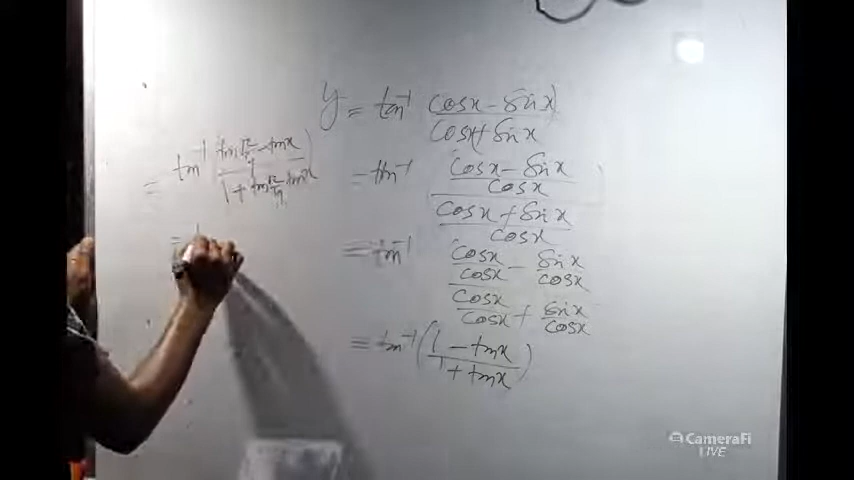 y = tan⁻¹ (cosx - sinx) / (cosx + sinx)
= tan⁻¹ ((cosx - sinx) / cosx) / ((cosx + sinx) / cosx)
= tan⁻¹ (cosx/cosx - sinx/cosx) / (cosx/cosx + sinx/cosx)
= tan⁻¹ ((1 - tanx) / (1 + tanx))
= tan⁻¹ (tan π/4 - tanx) / (1 + tan π/4 tanx)
=
CameraFi
LIVE